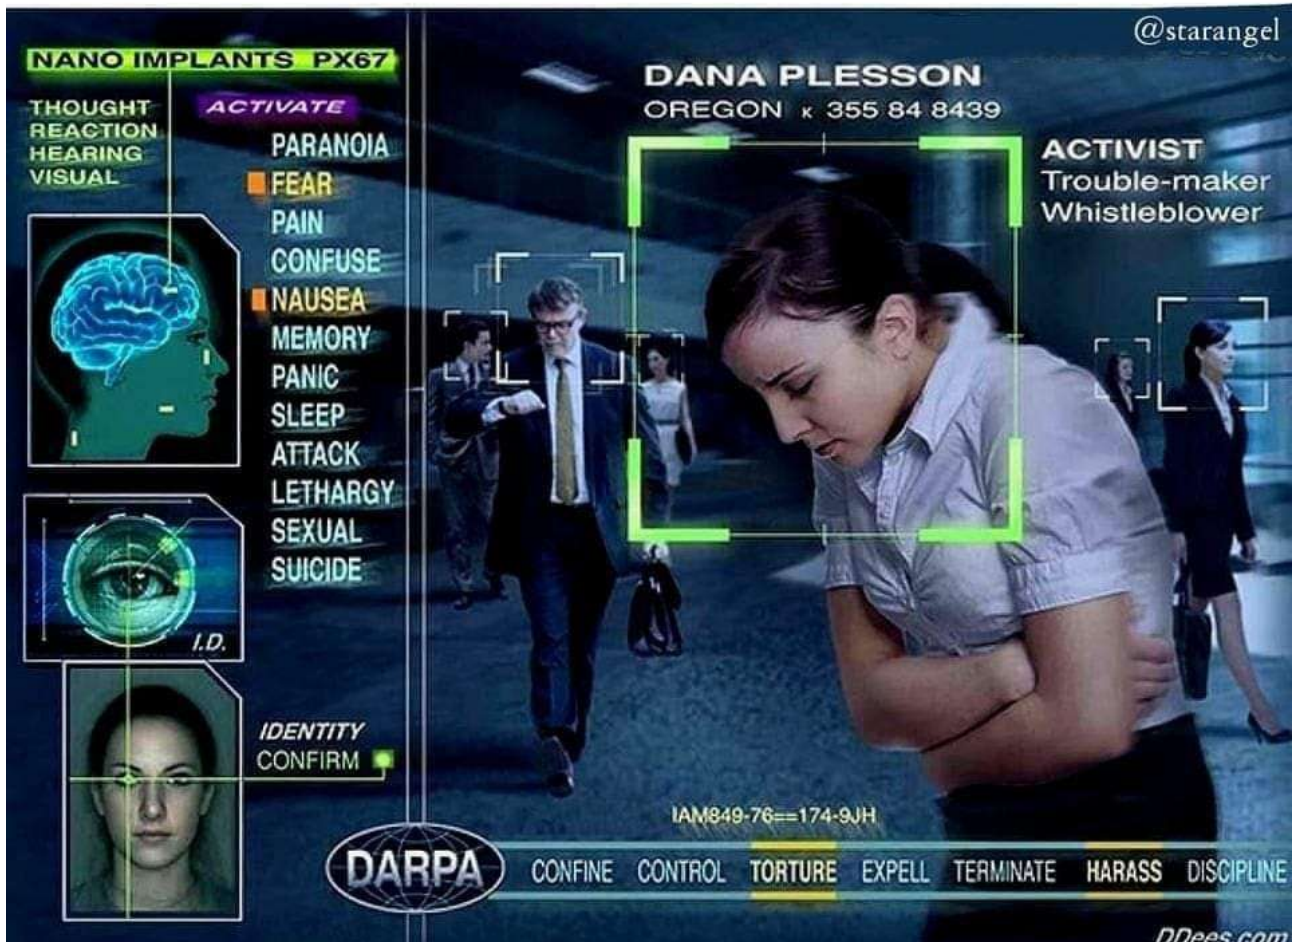 @starangel
NANO IMPLANTS PX67
THOUGHT
REACTION
HEARING
VISUAL
ACTIVATE
PARANOIA
FEAR
PAIN
CONFUSE
NAUSEA
MEMORY
PANIC
SLEEP
ATTACK
LETHARGY
SEXUAL
SUICIDE
I.D.
IDENTITY
CONFIRM
DANA PLESSON
OREGON K 355 84 8439
ACTIVIST
Trouble-maker
Whistleblower
IAM849-76==174-9JH
DARPA
CONFINE CONTROL TORTURE EXPELL TERMINATE HARASS DISCIPLINE
DDees.com